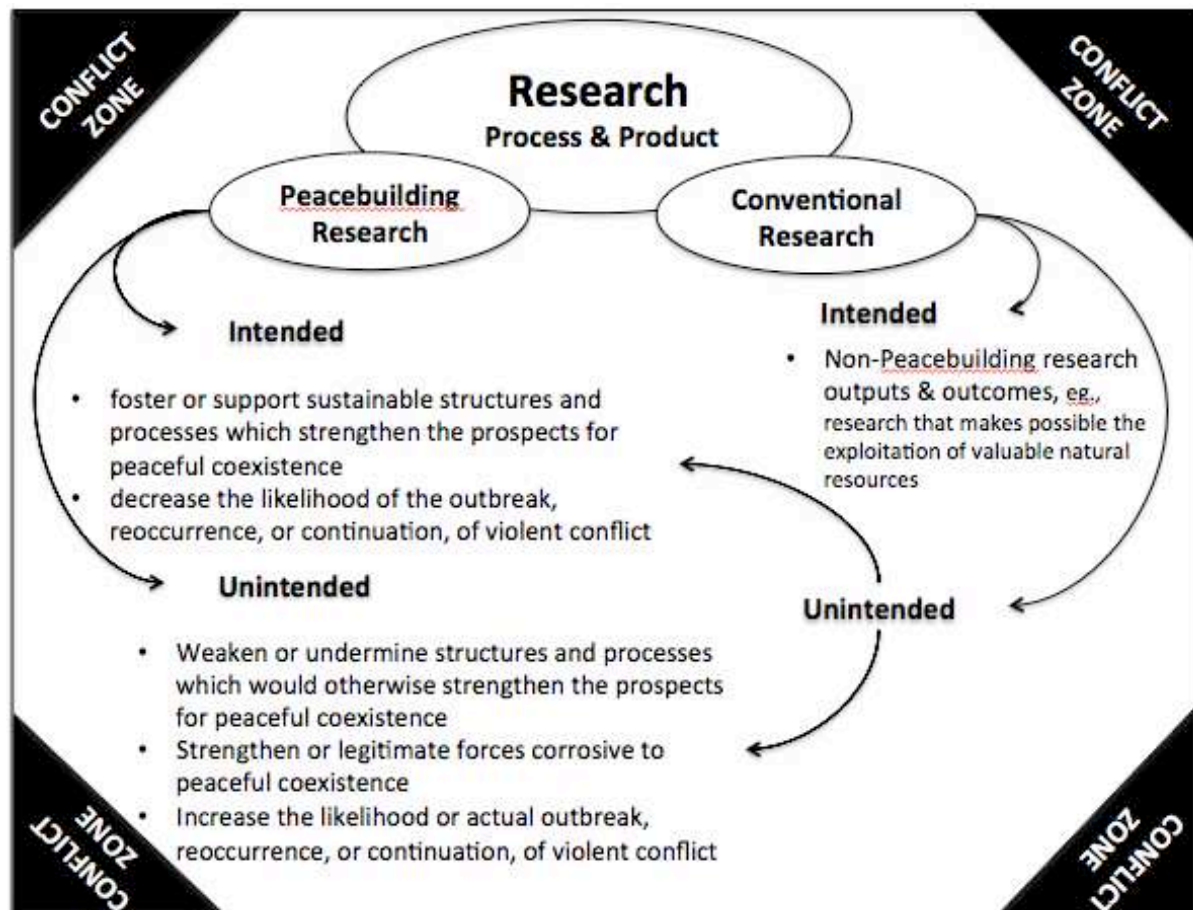 CONFLICT
ZONE
CONFLICT
ZONE
Research
Process & Product
Peacebuilding
Research
Conventional
Research
Intended
• foster or support sustainable structures and
processes which strengthen the prospects for
peaceful coexistence
• decrease the likelihood of the outbreak,
reoccurrence, or continuation, of violent conflict
Unintended
• Weaken or undermine structures and processes
which would otherwise strengthen the prospects
for peaceful coexistence
• Strengthen or legitimate forces corrosive to
peaceful coexistence
• Increase the likelihood or actual outbreak,
reoccurrence, or continuation, of violent conflict
Intended
• Non-Peacebuilding research
outputs & outcomes, eg.,
research that makes possible the
exploitation of valuable natural
resources
Unintended
CONFLICT
ZONE
CONFLICT
ZONE